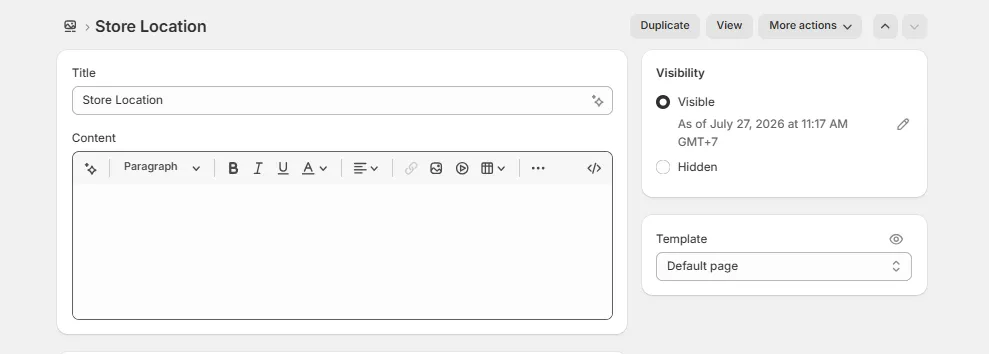 Store Location
Duplicate
View
More actions
Title
Store Location
Content
Paragraph
B I U A
Visibility
Visible
As of July 27, 2026 at 11:17 AM
GMT+7
Hidden
Template
Default page